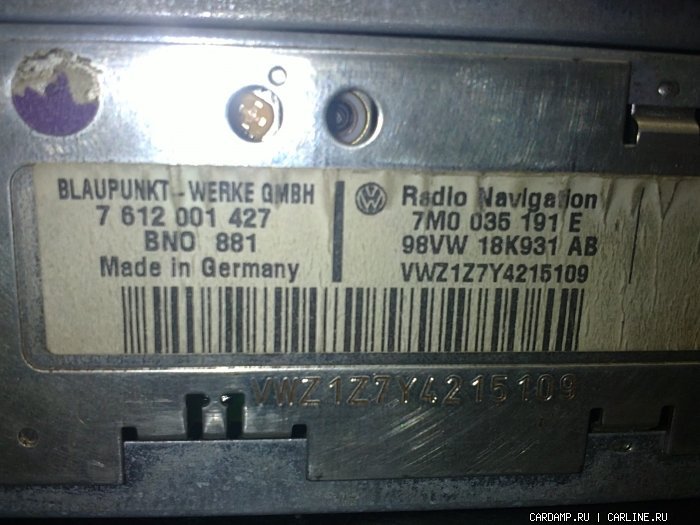 BLAUPUNKT - WERKE GMBH
7 612 001 427
BNO 881
Made in Germany
Radio Navigation
7M0 035 191 E
98VW 18K931 AB
VWZ1Z7Y4215109
VWZ1Z7Y4215109
CARDAMP.RU | CARLINE.RU